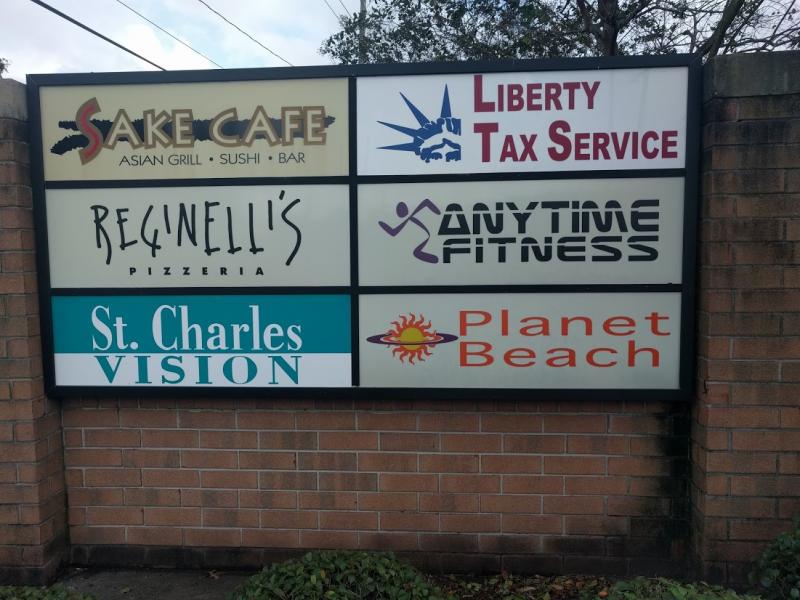 SAKE CAFE
ASIAN GRILL • SUSHI • BAR
LIBERTY
TAX SERVICE
REGINELLI'S
PIZZERIA
ANYTIME
FITNESS
St. Charles
VISION
Planet
Beach